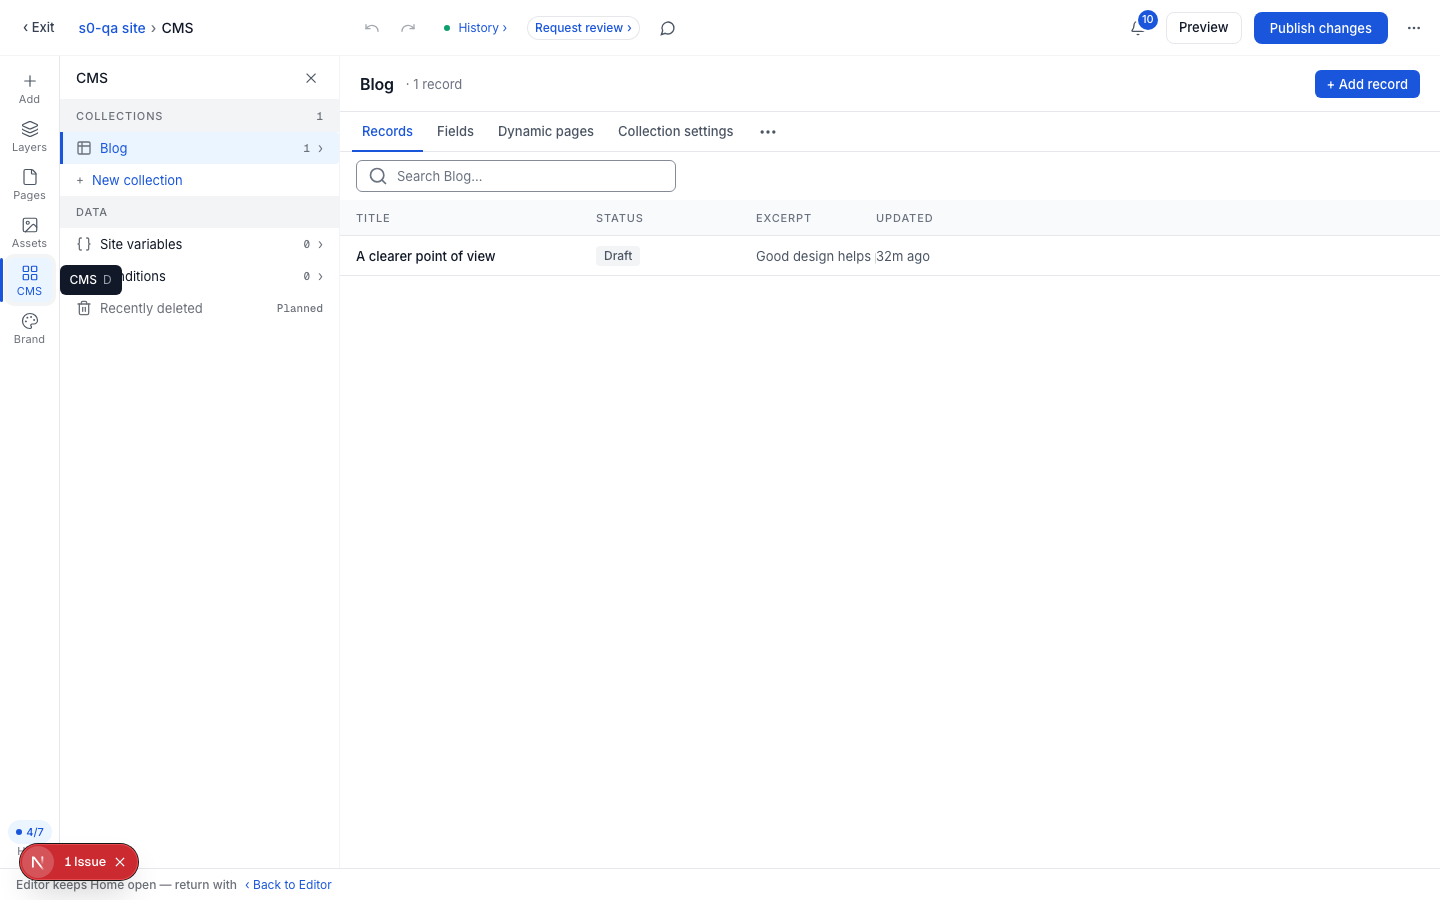 ‹ Exit
s0-qa site › CMS
History ›
Request review ›
10
Preview
Publish changes
Add
Layers
Pages
Assets
CMS
Brand
4/7
CMS
COLLECTIONS 1
Blog 1 ›
+ New collection
DATA
Site variables 0 ›
CMS D
nditions 0 ›
Recently deleted Planned
Blog · 1 record
+ Add record
Records Fields Dynamic pages Collection settings
Search Blog...
TITLE STATUS EXCERPT UPDATED
A clearer point of view Draft Good design helps 32m ago
N 1 Issue
Editor keeps Home open — return with ‹ Back to Editor